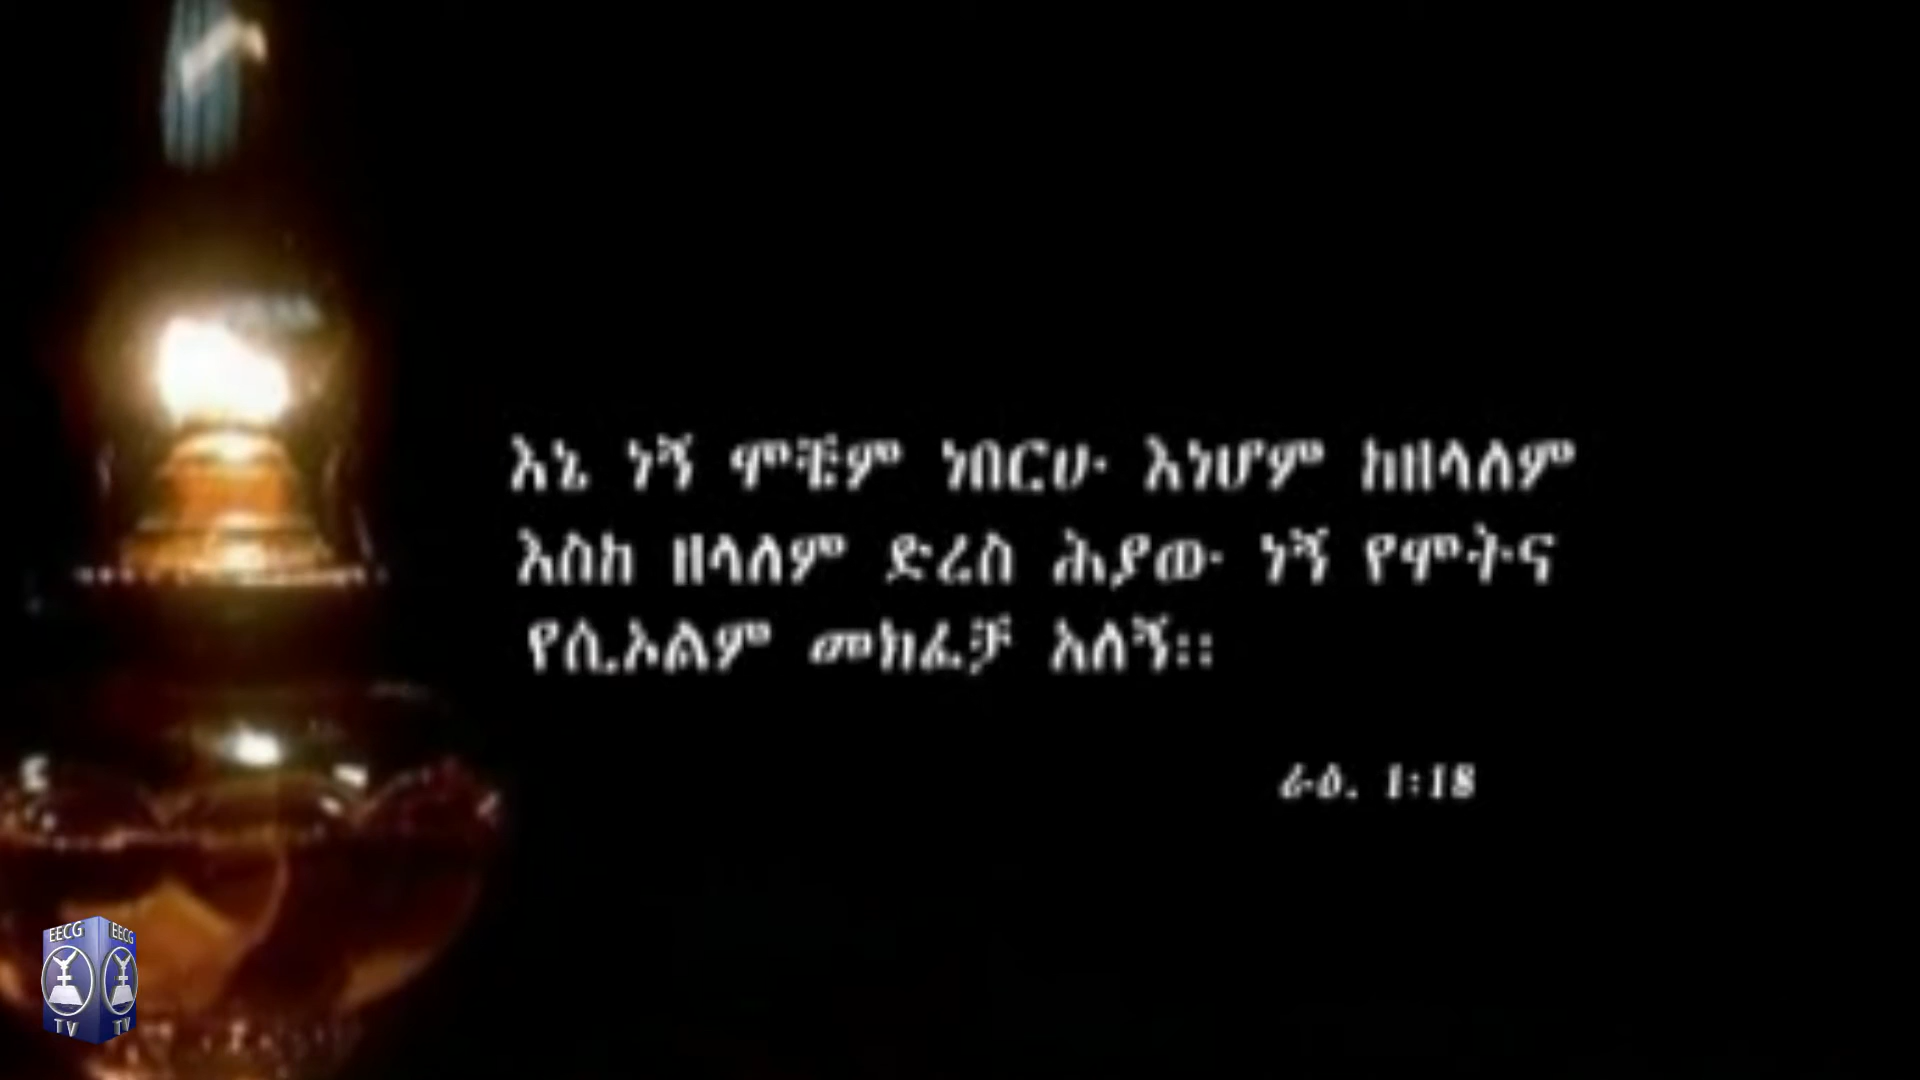 እኔ ነኝ ሞቼም ነበርሁ እነሆም ከዘላለም
እስከ ዘላለም ድረስ ሕያው ነኝ የሞትና
የሲኦልም መክፈቻ አለኝ፡፡
ራዕ. 1፡18
EECG EECG
TV TV